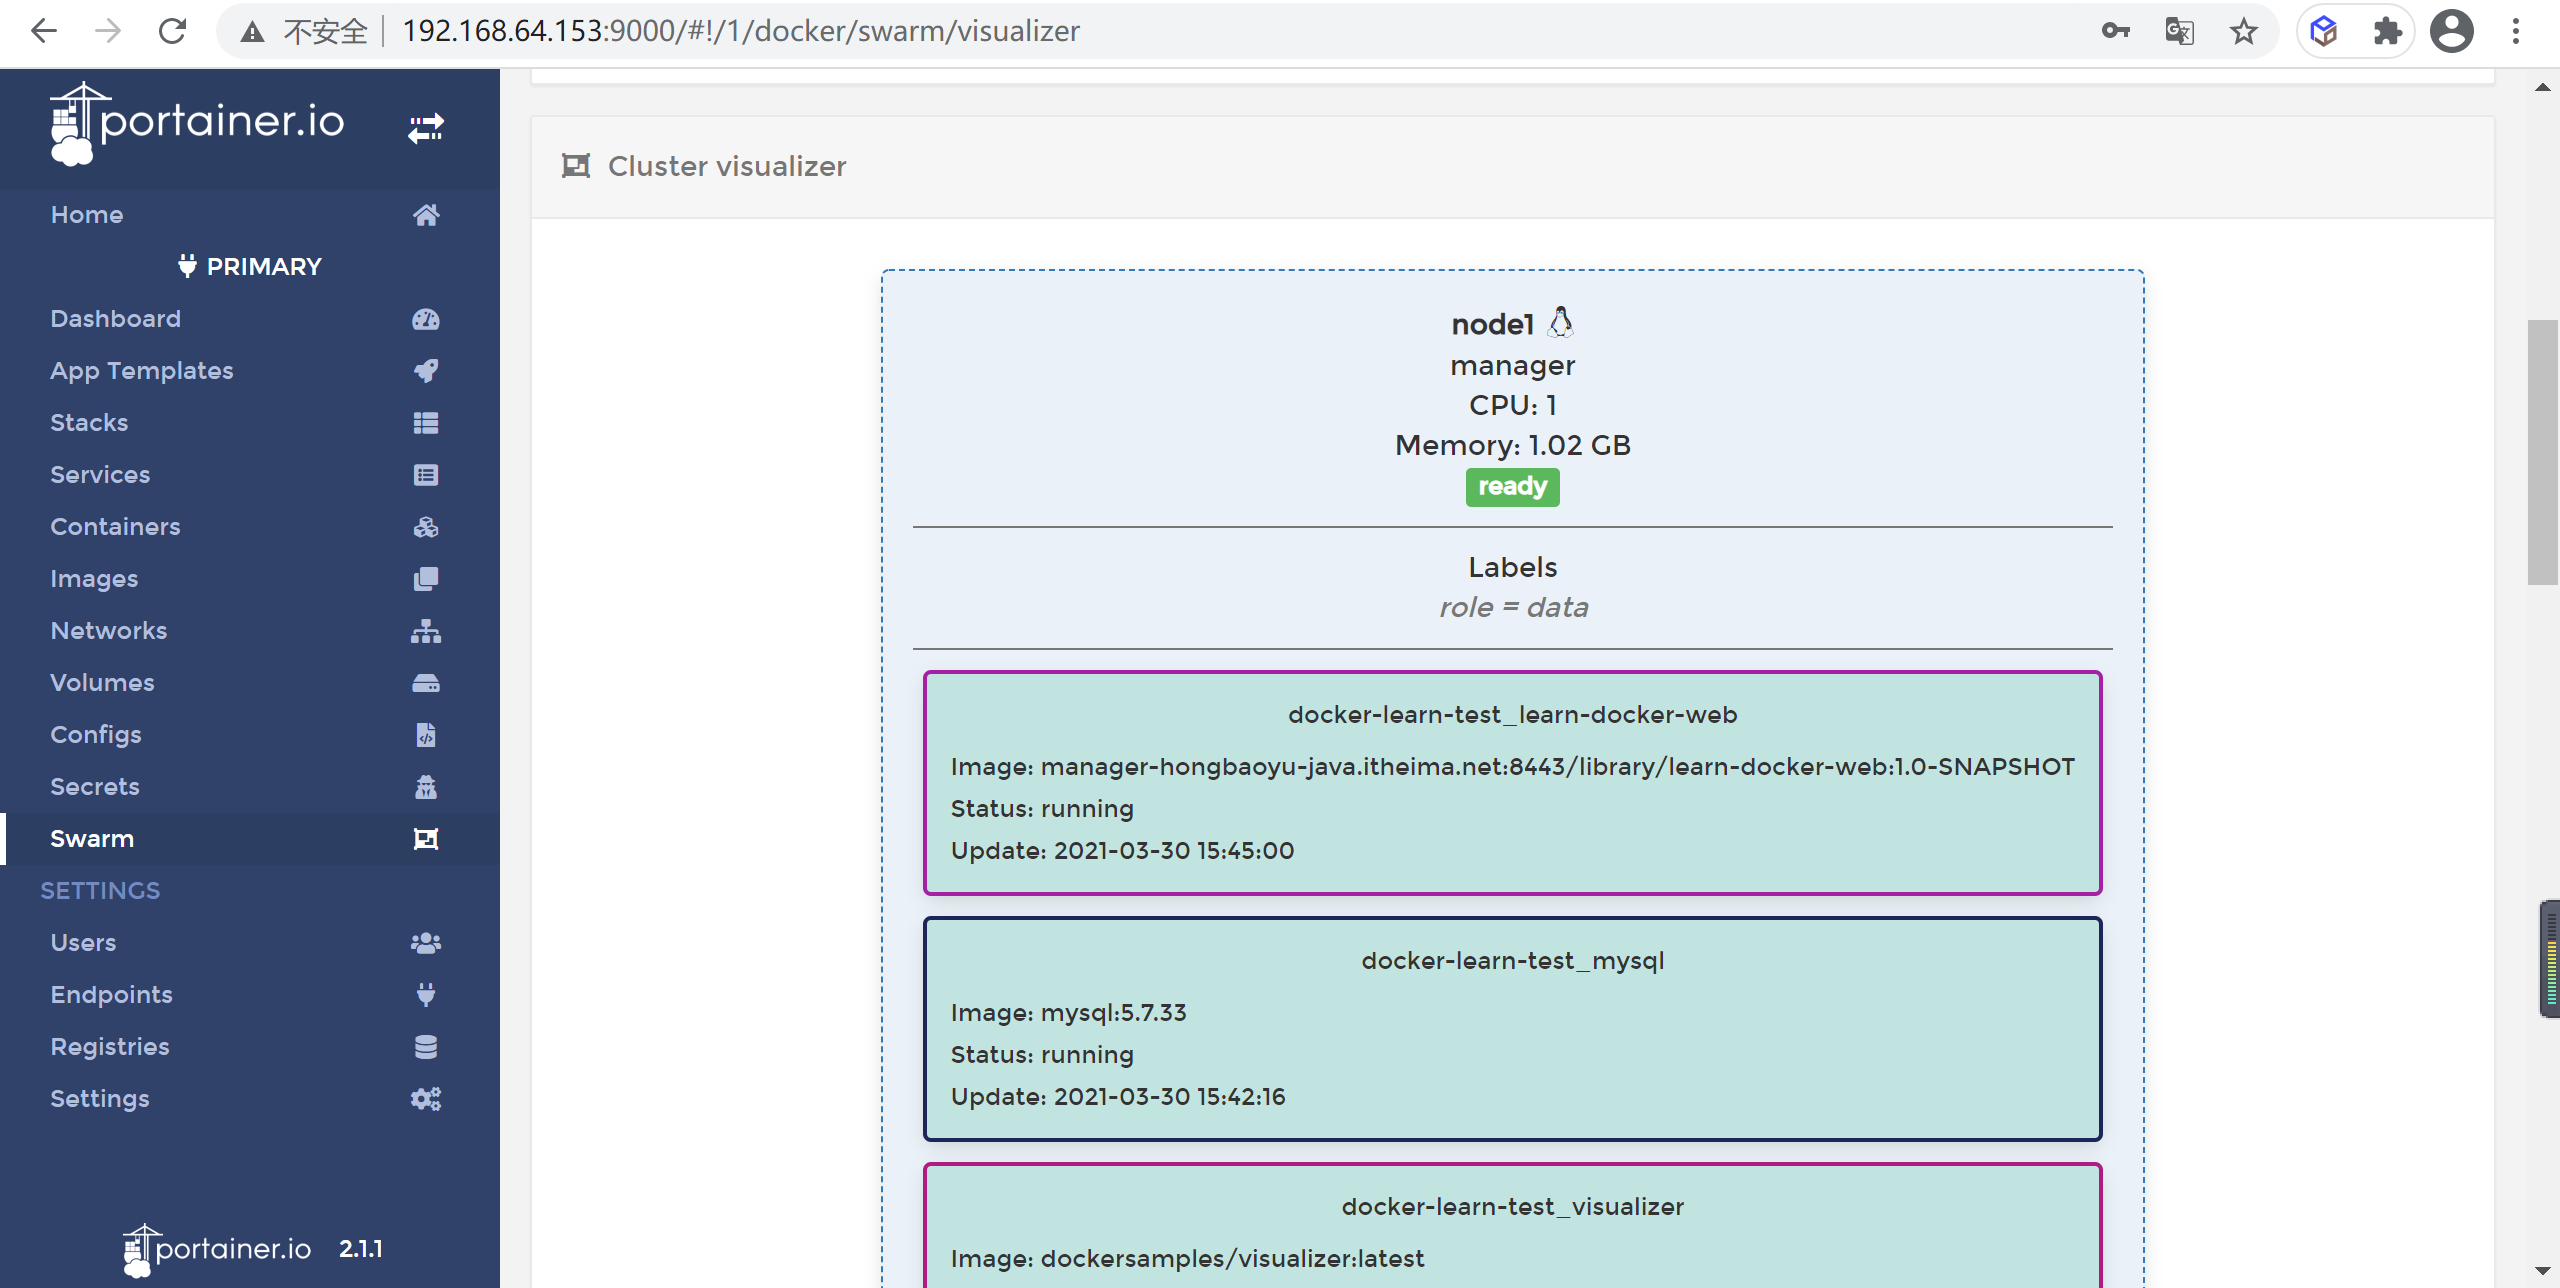 不安全 192.168.64.153:9000/#!/1/docker/swarm/visualizer
portainer.io
Home
PRIMARY
Dashboard
App Templates
Stacks
Services
Containers
Images
Networks
Volumes
Configs
Secrets
Swarm
SETTINGS
Users
Endpoints
Registries
Settings
portainer.io 2.1.1
Cluster visualizer
node1
manager
CPU: 1
Memory: 1.02 GB
ready
Labels
role = data
docker-learn-test_learn-docker-web
Image: manager-hongbaoyu-java.itheima.net:8443/library/learn-docker-web:1.0-SNAPSHOT
Status: running
Update: 2021-03-30 15:45:00
docker-learn-test_mysql
Image: mysql:5.7.33
Status: running
Update: 2021-03-30 15:42:16
docker-learn-test_visualizer
Image: dockersamples/visualizer:latest